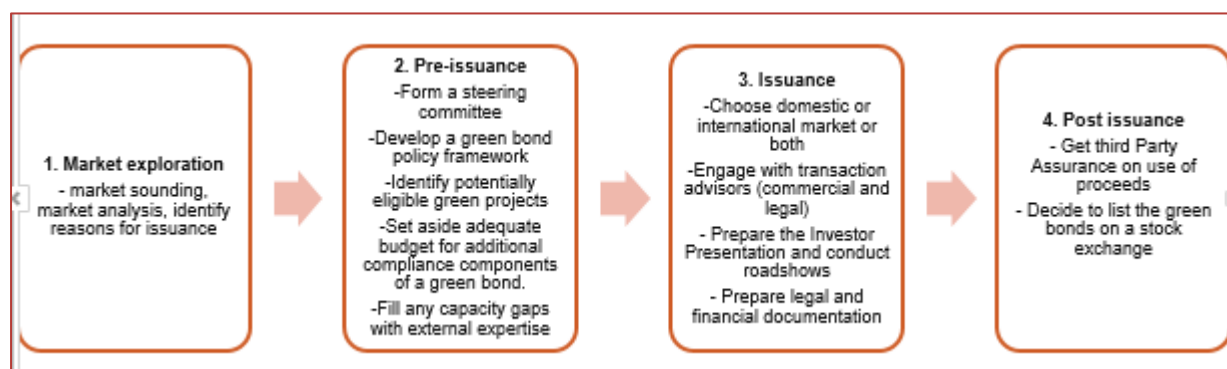 1. Market exploration
- market sounding,
market analysis, identify
reasons for issuance
2. Pre-issuance
-Form a steering
committee
-Develop a green bond
policy framework
-Identify potentially
eligible green projects
-Set aside adequate
budget for additional
compliance components
of a green bond.
-Fill any capacity gaps
with external expertise
3. Issuance
-Choose domestic or
international market or
both
-Engage with transaction
advisors (commercial and
legal)
- Prepare the Investor
Presentation and conduct
roadshows
- Prepare legal and
financial documentation
4. Post issuance
- Get third Party
Assurance on use of
proceeds
- Decide to list the green
bonds on a stock
exchange